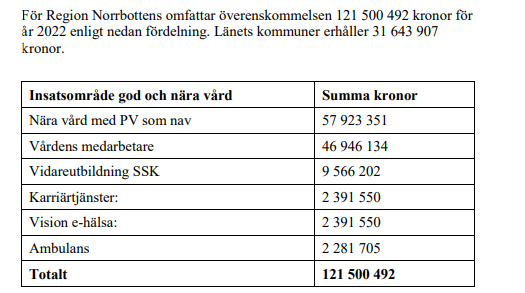 För Region Norrbottens omfattar överenskommelsen 121 500 492 kronor för
år 2022 enligt nedan fördelning. Länets kommuner erhåller 31 643 907
kronor.
Insatsområde god och nära vård Summa kronor
Nära vård med PV som nav 57 923 351
Vårdens medarbetare 46 946 134
Vidareutbildning SSK 9 566 202
Karriärtjänster: 2 391 550
Vision e-hälsa: 2 391 550
Ambulans 2 281 705
Totalt 121 500 492